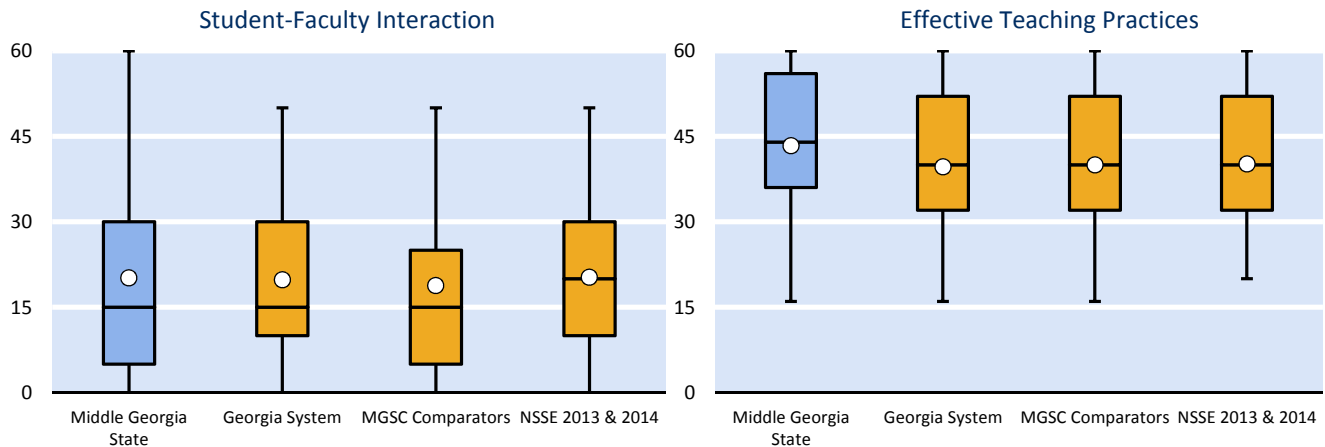 Student-Faculty Interaction
60
45
30
15
0
Middle Georgia
State
Georgia System
MGSC Comparators
NSSE 2013 & 2014
Effective Teaching Practices
60
45
30
15
0
Middle Georgia
State
Georgia System
MGSC Comparators
NSSE 2013 & 2014